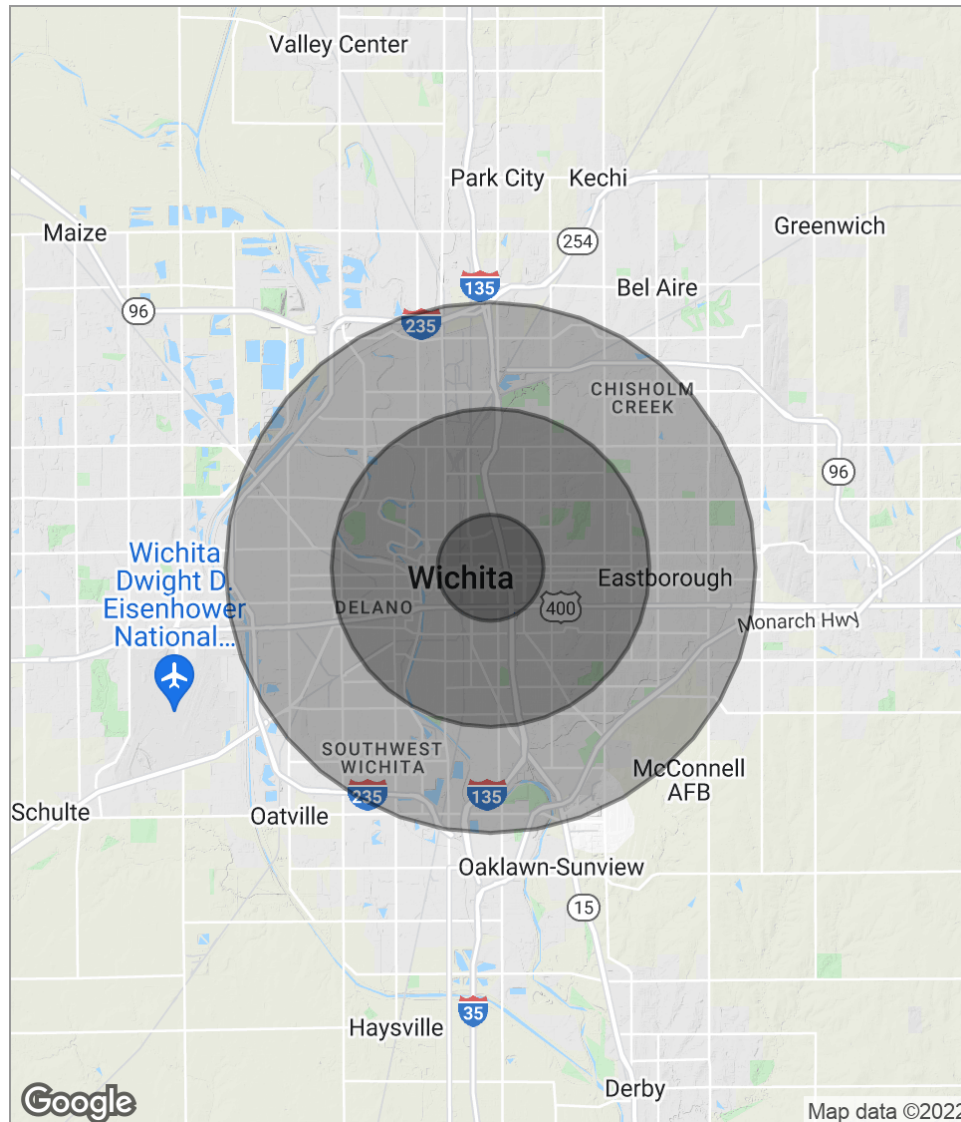 Valley Center
Park City
Kechi
254
Greenwich
Maize
135
Bel Aire
96
235
CHISHOLM
CREEK
96
Wichita
Dwight D.
Eisenhower
National...
Wichita
Eastborough
DELANO
400
Monarch Hwy
SOUTHWEST
WICHITA
McConnell
AFB
235
135
Schulte
Oatville
Oaklawn-Sunview
15
35
Haysville
Derby
Google
Map data ©2022